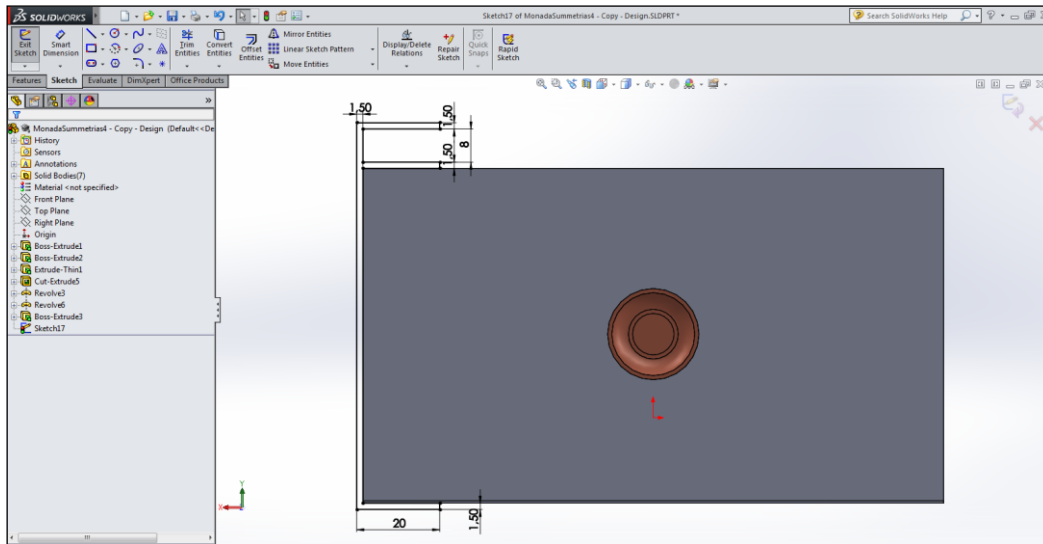 SOLIDWORKS
Sketch17 of MonadaSummetrias4 - Copy - Design.SLDPRT *
Search SolidWorks Help
Exit Sketch
Smart Dimension
Trim Entities
Convert Entities
Offset Entities
Mirror Entities
Linear Sketch Pattern
Move Entities
Display/Delete Relations
Repair Sketch
Quick Snaps
Rapid Sketch
Features
Sketch
Evaluate
DimXpert
Office Products
MonadaSummetrias4 - Copy - Design (Default<<De
History
Sensors
Annotations
Solid Bodies(7)
Material <not specified>
Front Plane
Top Plane
Right Plane
Origin
Boss-Extrude1
Boss-Extrude2
Extrude-Thin1
Cut-Extrude5
Revolve3
Revolve6
Boss-Extrude3
Sketch17
1,50
1,50
8
1,50
20
1,50
Y
X